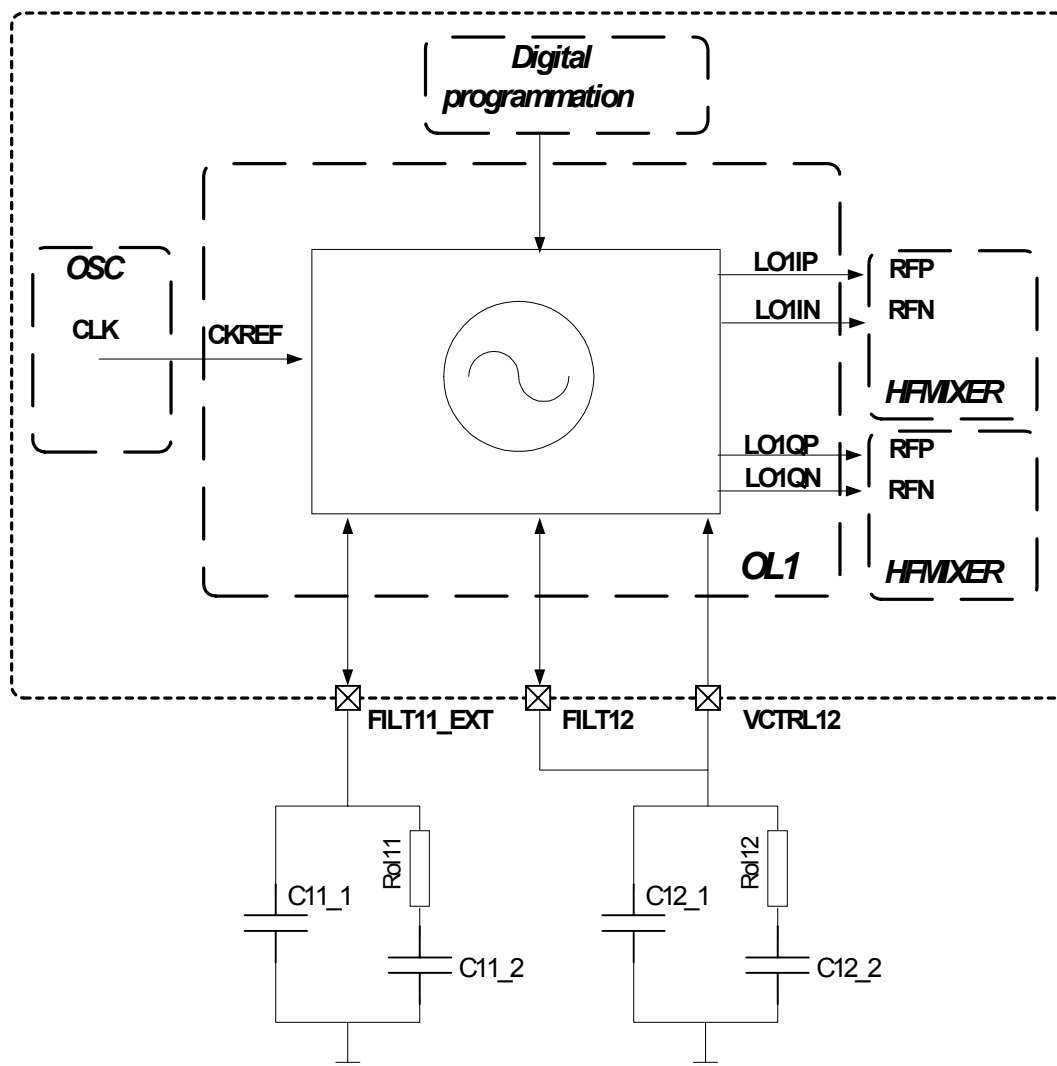 Digital
programmation
OSC
CLK
CKREF
LO1IP
LO1IN
RFP
RFN
HFMIXER
LO1QP
LO1QN
RFP
RFN
HFMIXER
OL1
FILT11_EXT
FILT12
VCTRL12
Rol11
C11_1
C11_2
Rol12
C12_1
C12_2